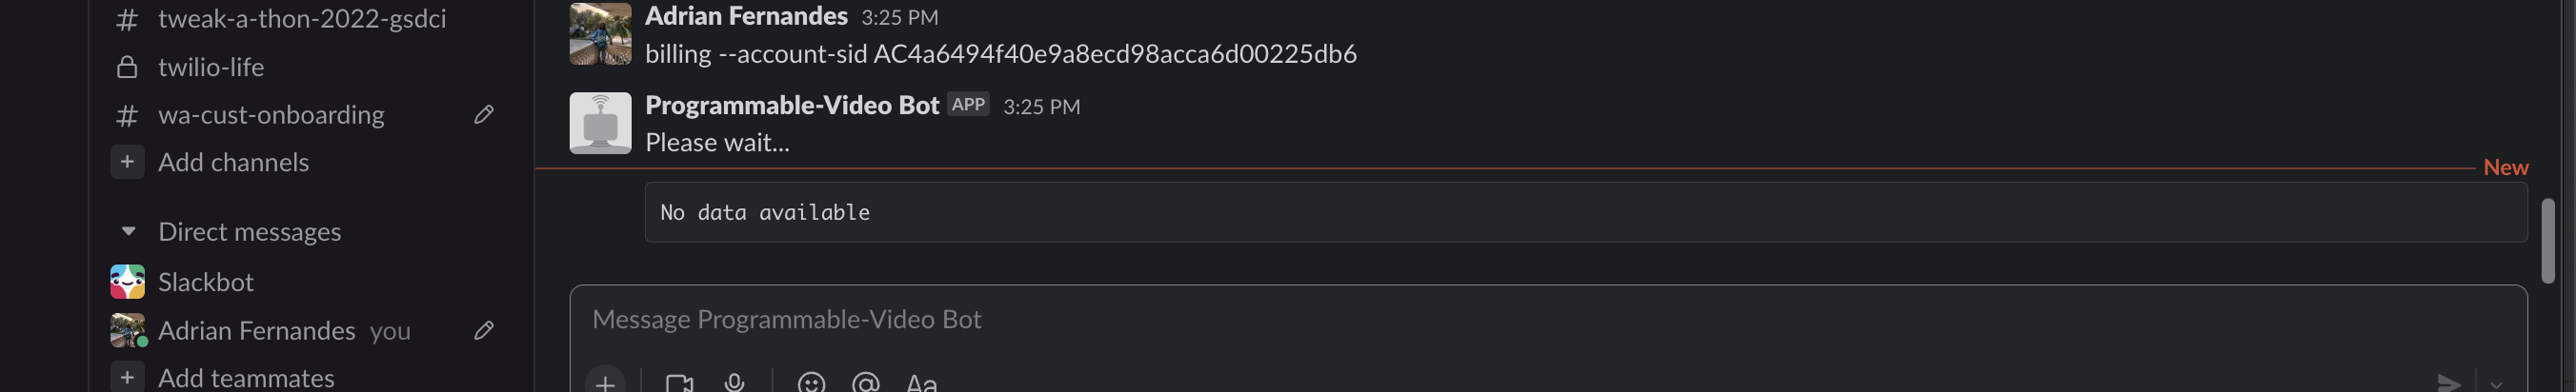 # tweak-a-thon-2022-gsdci
twilio-life
# wa-cust-onboarding
+ Add channels
Direct messages
Slackbot
Adrian Fernandes you
+ Add teammates
Adrian Fernandes 3:25 PM
billing --account-sid AC4a6494f40e9a8ecd98acca6d00225db6
Programmable-Video Bot APP 3:25 PM
Please wait...
New
No data available
Message Programmable-Video Bot
+ @ Aa